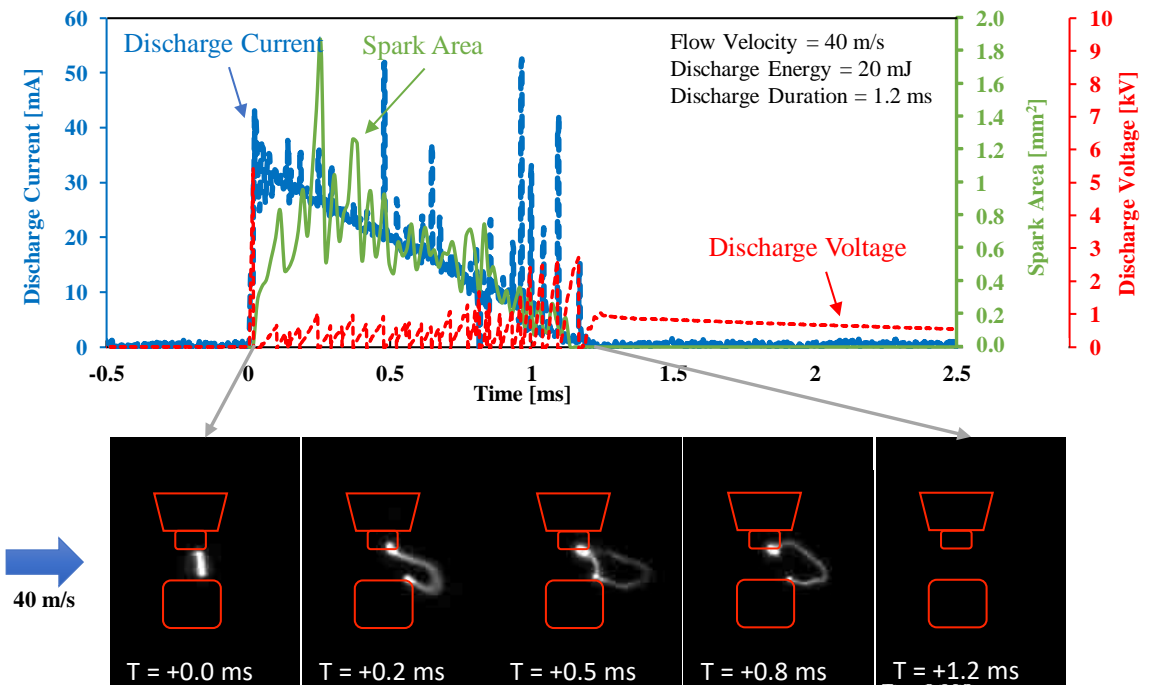 60
50
40
30
20
10
0
Discharge Current [mA]
Discharge Current
Spark Area
Flow Velocity = 40 m/s
Discharge Energy = 20 mJ
Discharge Duration = 1.2 ms
Discharge Voltage
2.0
1.8
1.6
1.4
1.2
1.0
0.8
0.6
0.4
0.2
0.0
Spark Area [mm²]
10
9
8
7
6
5
4
3
2
1
0
Discharge Voltage [kV]
-0.5 0 0.5 1 1.5 2 2.5
Time [ms]
40 m/s
T = +0.0 ms
T = +0.2 ms
T = +0.5 ms
T = +0.8 ms
T = +1.2 ms